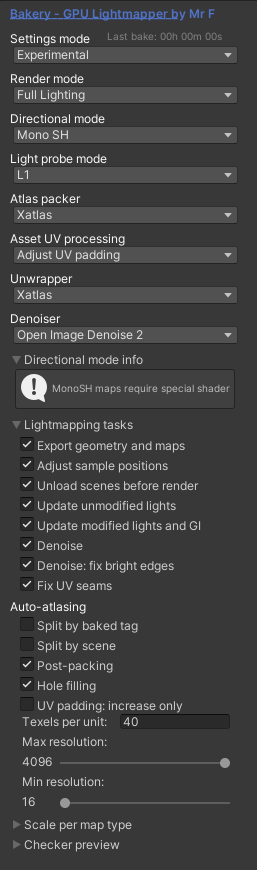 Bakery - GPU Lightmapper by Mr F
Settings mode
Last bake: 00h 00m 00s
Experimental
Render mode
Full Lighting
Directional mode
Mono SH
Light probe mode
L1
Atlas packer
Xatlas
Asset UV processing
Adjust UV padding
Unwrapper
Xatlas
Denoiser
Open Image Denoise 2
Directional mode info
MonoSH maps require special shader
Lightmapping tasks
Export geometry and maps
Adjust sample positions
Unload scenes before render
Update unmodified lights
Update modified lights and GI
Denoise
Denoise: fix bright edges
Fix UV seams
Auto-atlasing
Split by baked tag
Split by scene
Post-packing
Hole filling
UV padding: increase only
Texels per unit: 40
Max resolution:
4096
Min resolution:
16
Scale per map type
Checker preview